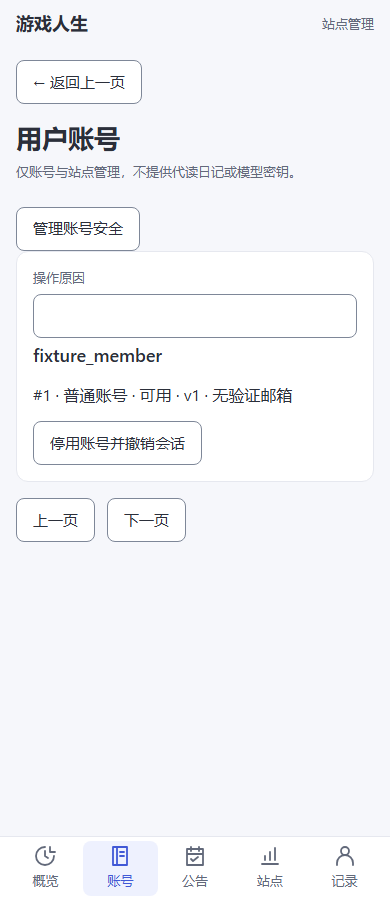 游戏人生
站点管理
← 返回上一页
用户账号
仅账号与站点管理，不提供代读日记或模型密钥。
管理账号安全
操作原因
fixture_member
#1 · 普通账号 · 可用 · v1 · 无验证邮箱
停用账号并撤销会话
上一页
下一页
概览
账号
公告
站点
记录